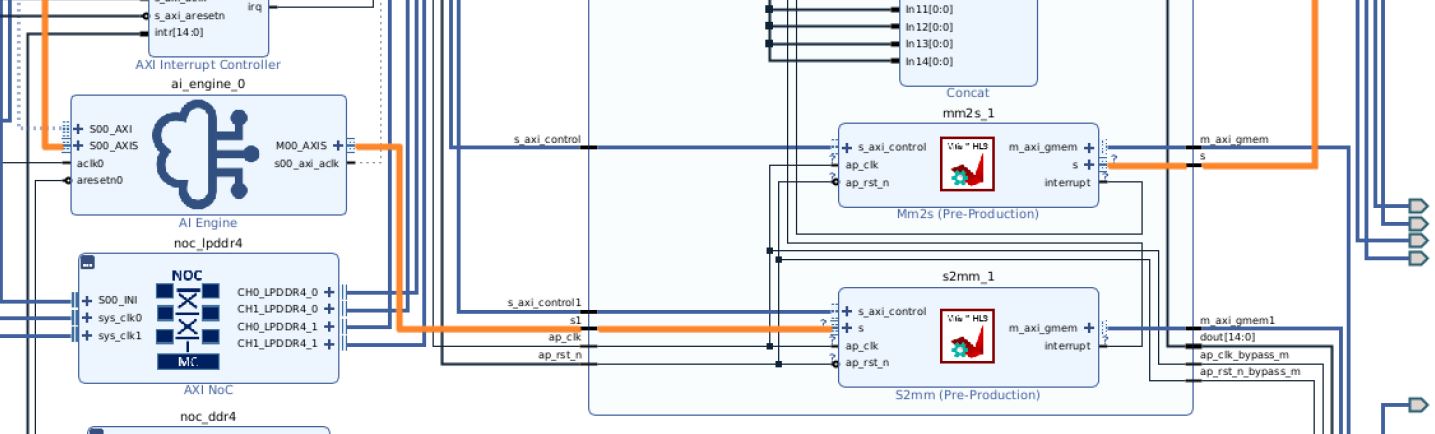 s_axi_aresetn
irq
intr[14:0]
AXI Interrupt Controller
In11[0:0]
In12[0:0]
In13[0:0]
In14[0:0]
Concat
ai_engine_0
S00_AXI
S00_AXIS
aclk0
aresetn0
M00_AXIS
s00_axi_aclk
AI Engine
noc_lpddr4
S00_INI
sys_clk0
sys_clk1
NOC
MC
CH0_LPDDR4_0
CH1_LPDDR4_0
CH0_LPDDR4_1
CH1_LPDDR4_1
AXI NoC
noc_ddr4
s_axi_control
s_axi_control1
s1
ap_clk
ap_rst_n
mm2s_1
s_axi_control
ap_clk
ap_rst_n
HLS
m_axi_gmem
s
interrupt
Mm2s (Pre-Production)
s2mm_1
s_axi_control
s
ap_clk
ap_rst_n
HLS
m_axi_gmem
interrupt
S2mm (Pre-Production)
m_axi_gmem
s
m_axi_gmem1
dout[14:0]
ap_clk_bypass_m
ap_rst_n_bypass_m